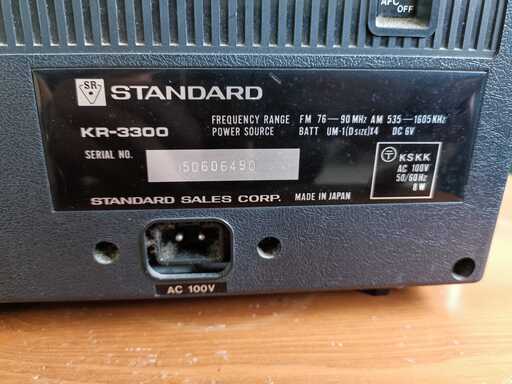 AFC
OFF
SR STANDARD
KR-3300
FREQUENCY RANGE FM 76-90MHz AM 535-1605KHz
POWER SOURCE BATT UM-1(D SIZE)X4 DC 6V
SERIAL NO. 50606490
STANDARD SALES CORP. MADE IN JAPAN
T KSKK
AC 100V
50/60Hz
8W
AC 100V